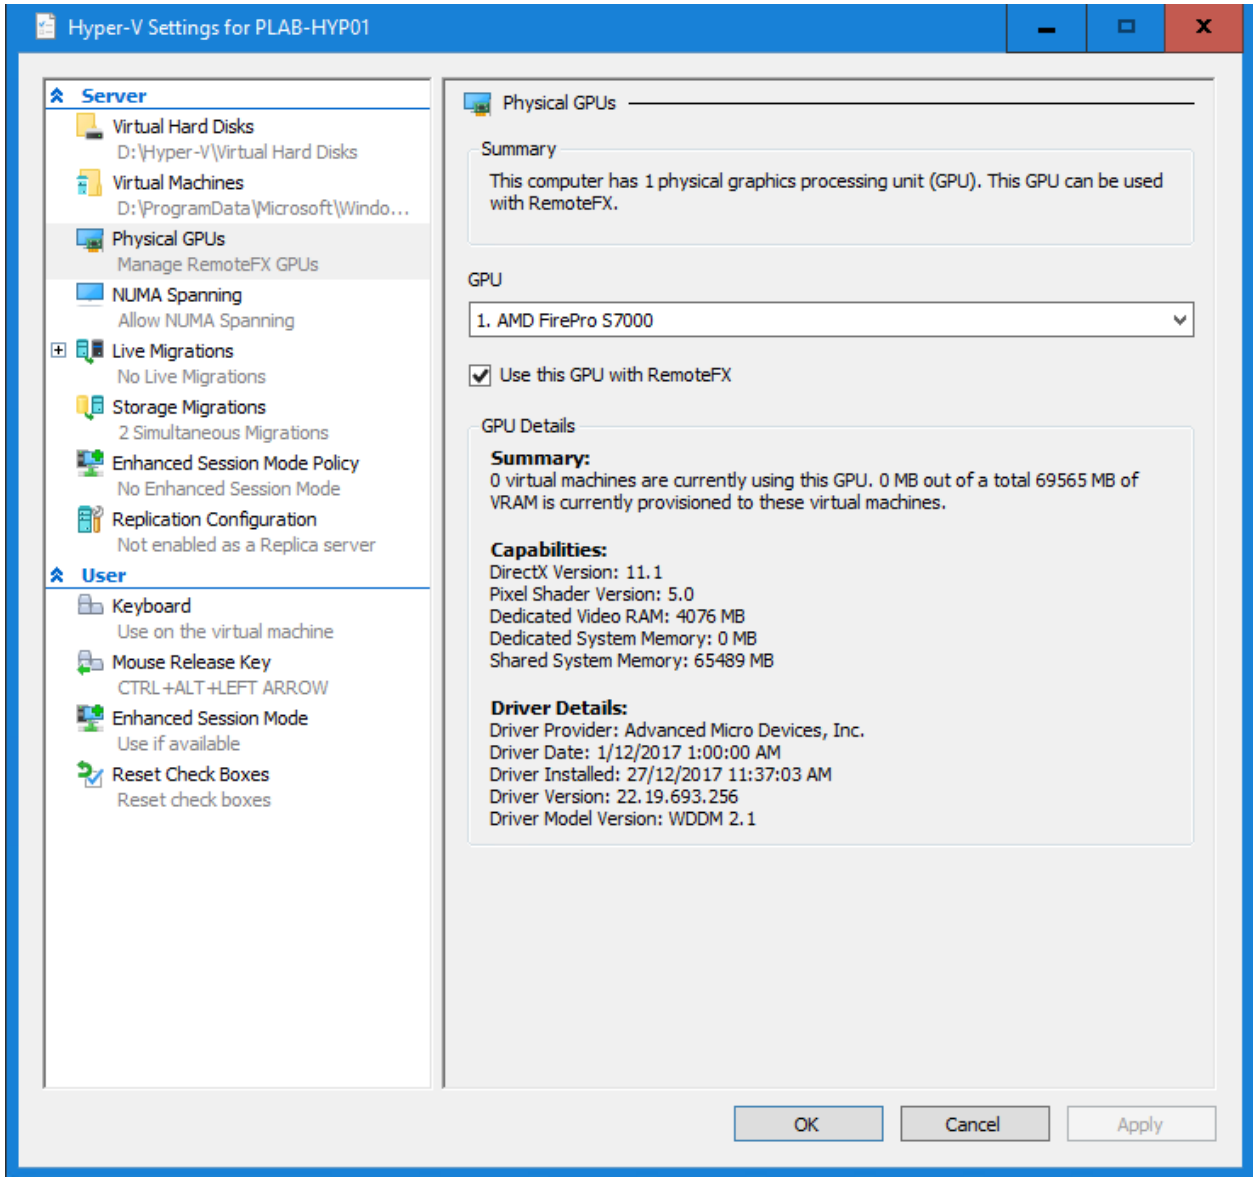 Hyper-V Settings for PLAB-HYP01
Server
Virtual Hard Disks
D:\Hyper-V\Virtual Hard Disks
Virtual Machines
D:\ProgramData\Microsoft\Windo...
Physical GPUs
Manage RemoteFX GPUs
NUMA Spanning
Allow NUMA Spanning
Live Migrations
No Live Migrations
Storage Migrations
2 Simultaneous Migrations
Enhanced Session Mode Policy
No Enhanced Session Mode
Replication Configuration
Not enabled as a Replica server
User
Keyboard
Use on the virtual machine
Mouse Release Key
CTRL+ALT+LEFT ARROW
Enhanced Session Mode
Use if available
Reset Check Boxes
Reset check boxes
Physical GPUs
Summary
This computer has 1 physical graphics processing unit (GPU). This GPU can be used
with RemoteFX.
GPU
1. AMD FirePro S7000
Use this GPU with RemoteFX
GPU Details
Summary:
0 virtual machines are currently using this GPU. 0 MB out of a total 69565 MB of
VRAM is currently provisioned to these virtual machines.
Capabilities:
DirectX Version: 11.1
Pixel Shader Version: 5.0
Dedicated Video RAM: 4076 MB
Dedicated System Memory: 0 MB
Shared System Memory: 65489 MB
Driver Details:
Driver Provider: Advanced Micro Devices, Inc.
Driver Date: 1/12/2017 1:00:00 AM
Driver Installed: 27/12/2017 11:37:03 AM
Driver Version: 22.19.693.256
Driver Model Version: WDDM 2.1
OK
Cancel
Apply